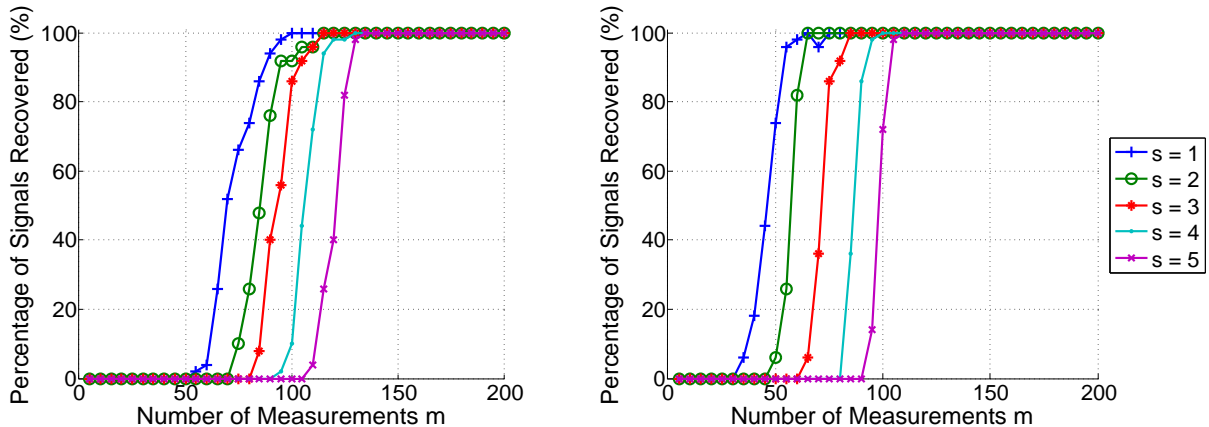 Percentage of Signals Recovered (%)
100
80
60
40
20
0
0
50
100
150
200
Number of Measurements m
Percentage of Signals Recovered (%)
100
80
60
40
20
0
0
50
100
150
200
Number of Measurements m
s = 1
s = 2
s = 3
s = 4
s = 5